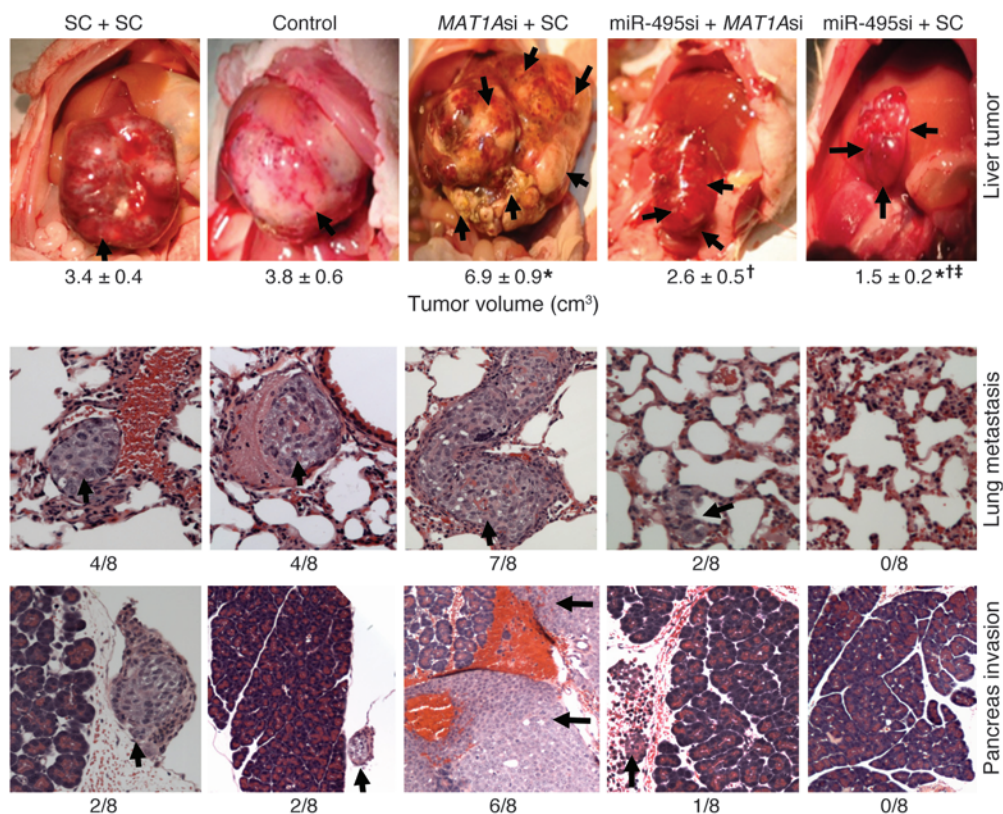 SC + SC
Control
MAT1Asi + SC
miR-495si + MAT1Asi
miR-495si + SC
Liver tumor
3.4 ± 0.4
3.8 ± 0.6
6.9 ± 0.9*
2.6 ± 0.5†
1.5 ± 0.2*†‡
Tumor volume (cm³)
Lung metastasis
4/8
4/8
7/8
2/8
0/8
Pancreas invasion
2/8
2/8
6/8
1/8
0/8